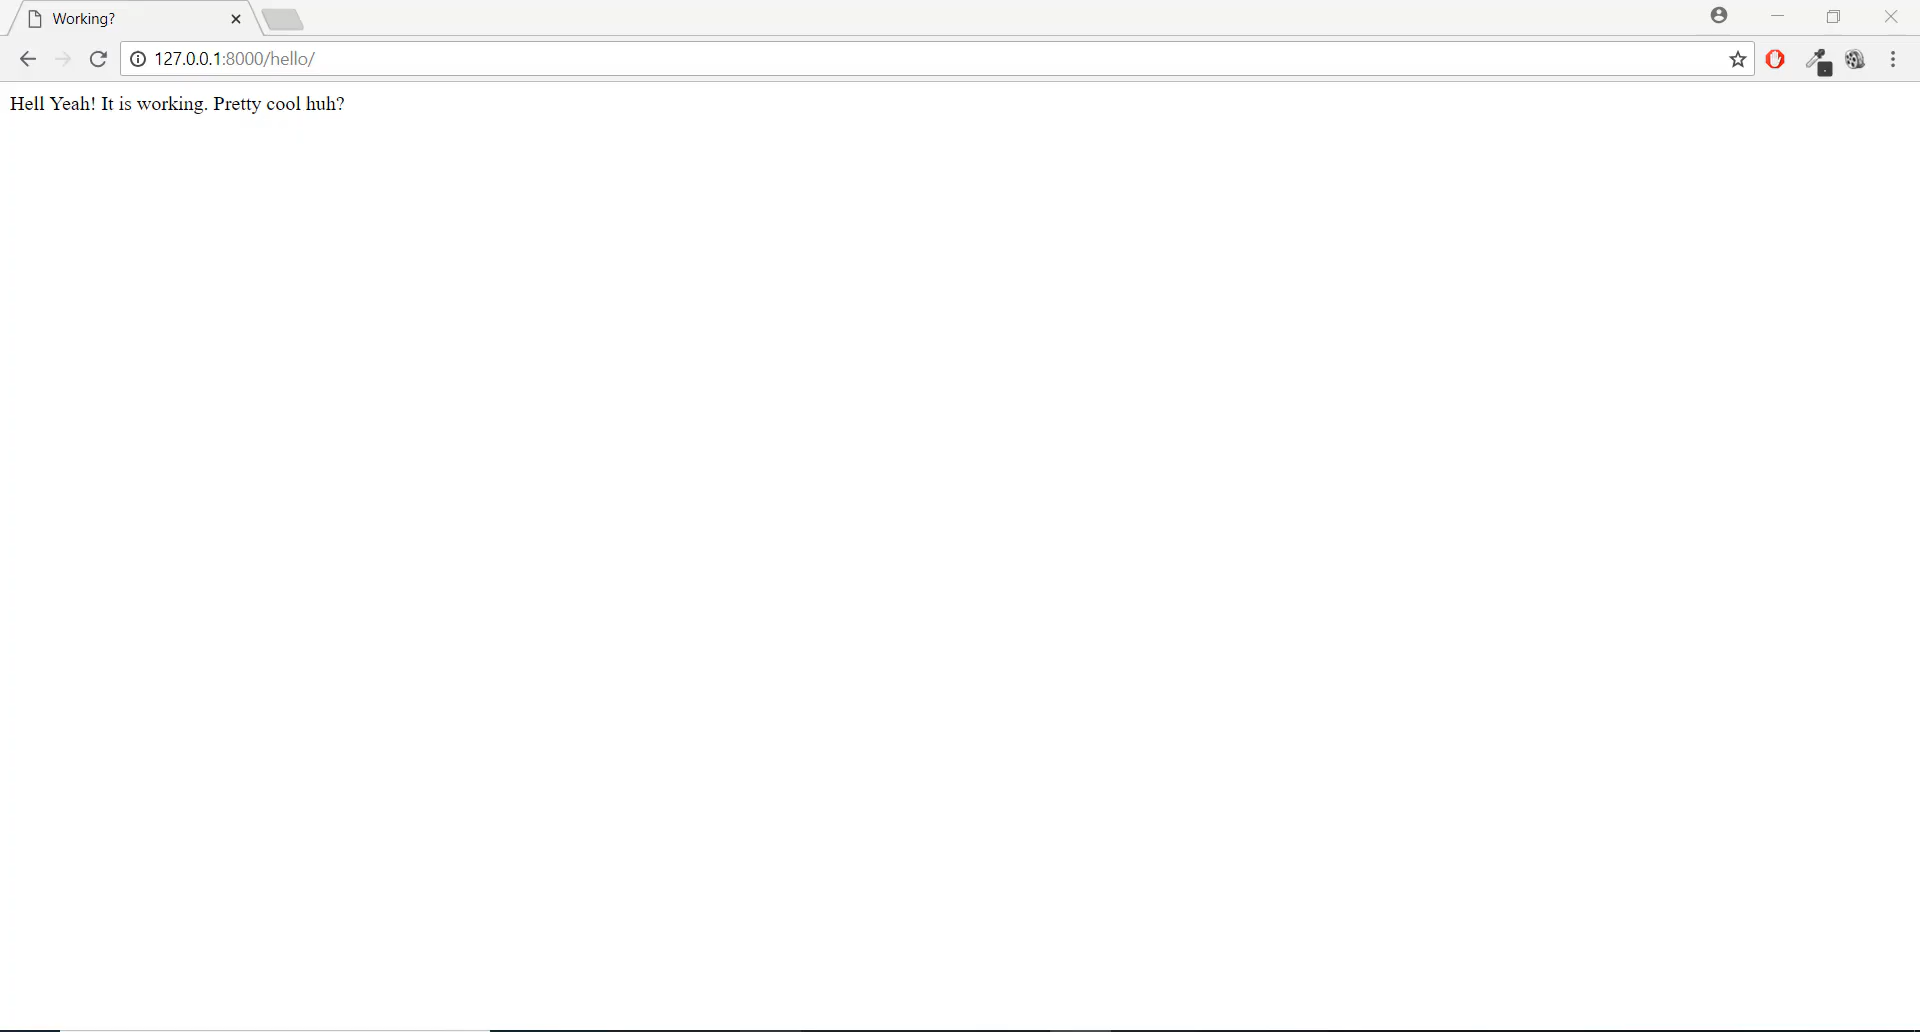 Working?
127.0.0.1:8000/hello/
Hell Yeah! It is working. Pretty cool huh?